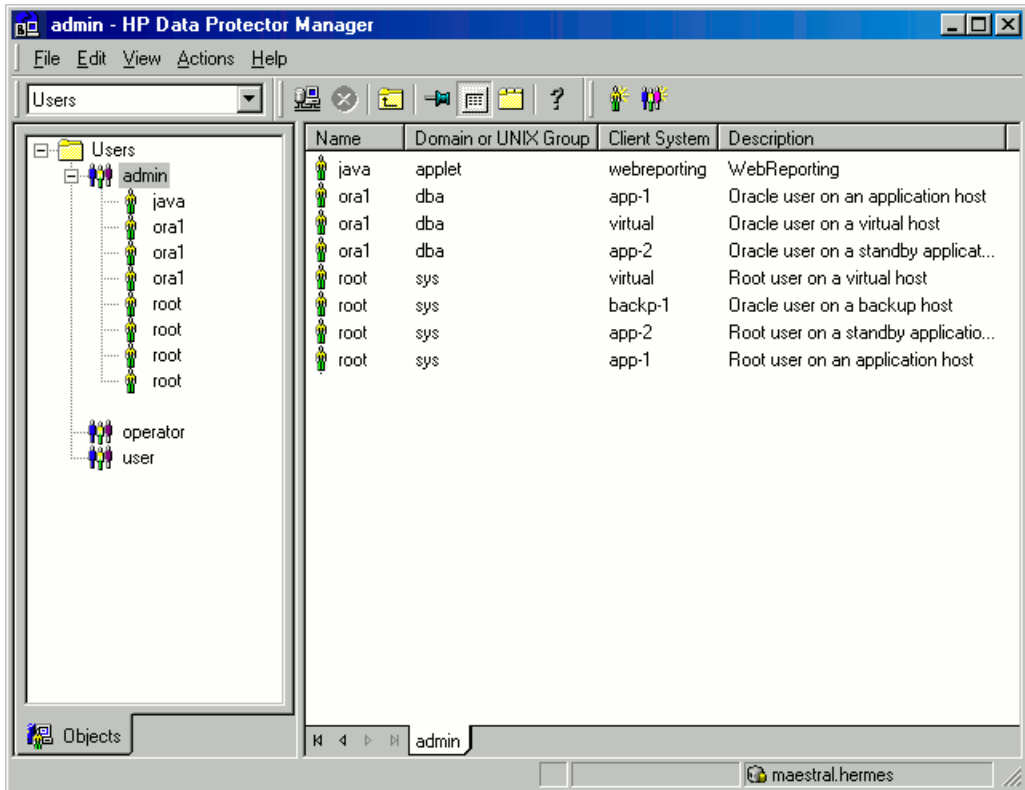 admin - HP Data Protector Manager
File Edit View Actions Help
Users
Users
admin
java
ora1
ora1
ora1
root
root
root
root
operator
user
Objects
Name Domain or UNIX Group Client System Description
java applet webreporting WebReporting
ora1 dba app-1 Oracle user on an application host
ora1 dba virtual Oracle user on a virtual host
ora1 dba app-2 Oracle user on a standby applicat...
root sys virtual Root user on a virtual host
root sys backp-1 Oracle user on a backup host
root sys app-2 Root user on a standby applicatio...
root sys app-1 Root user on an application host
admin
maestral.hermes